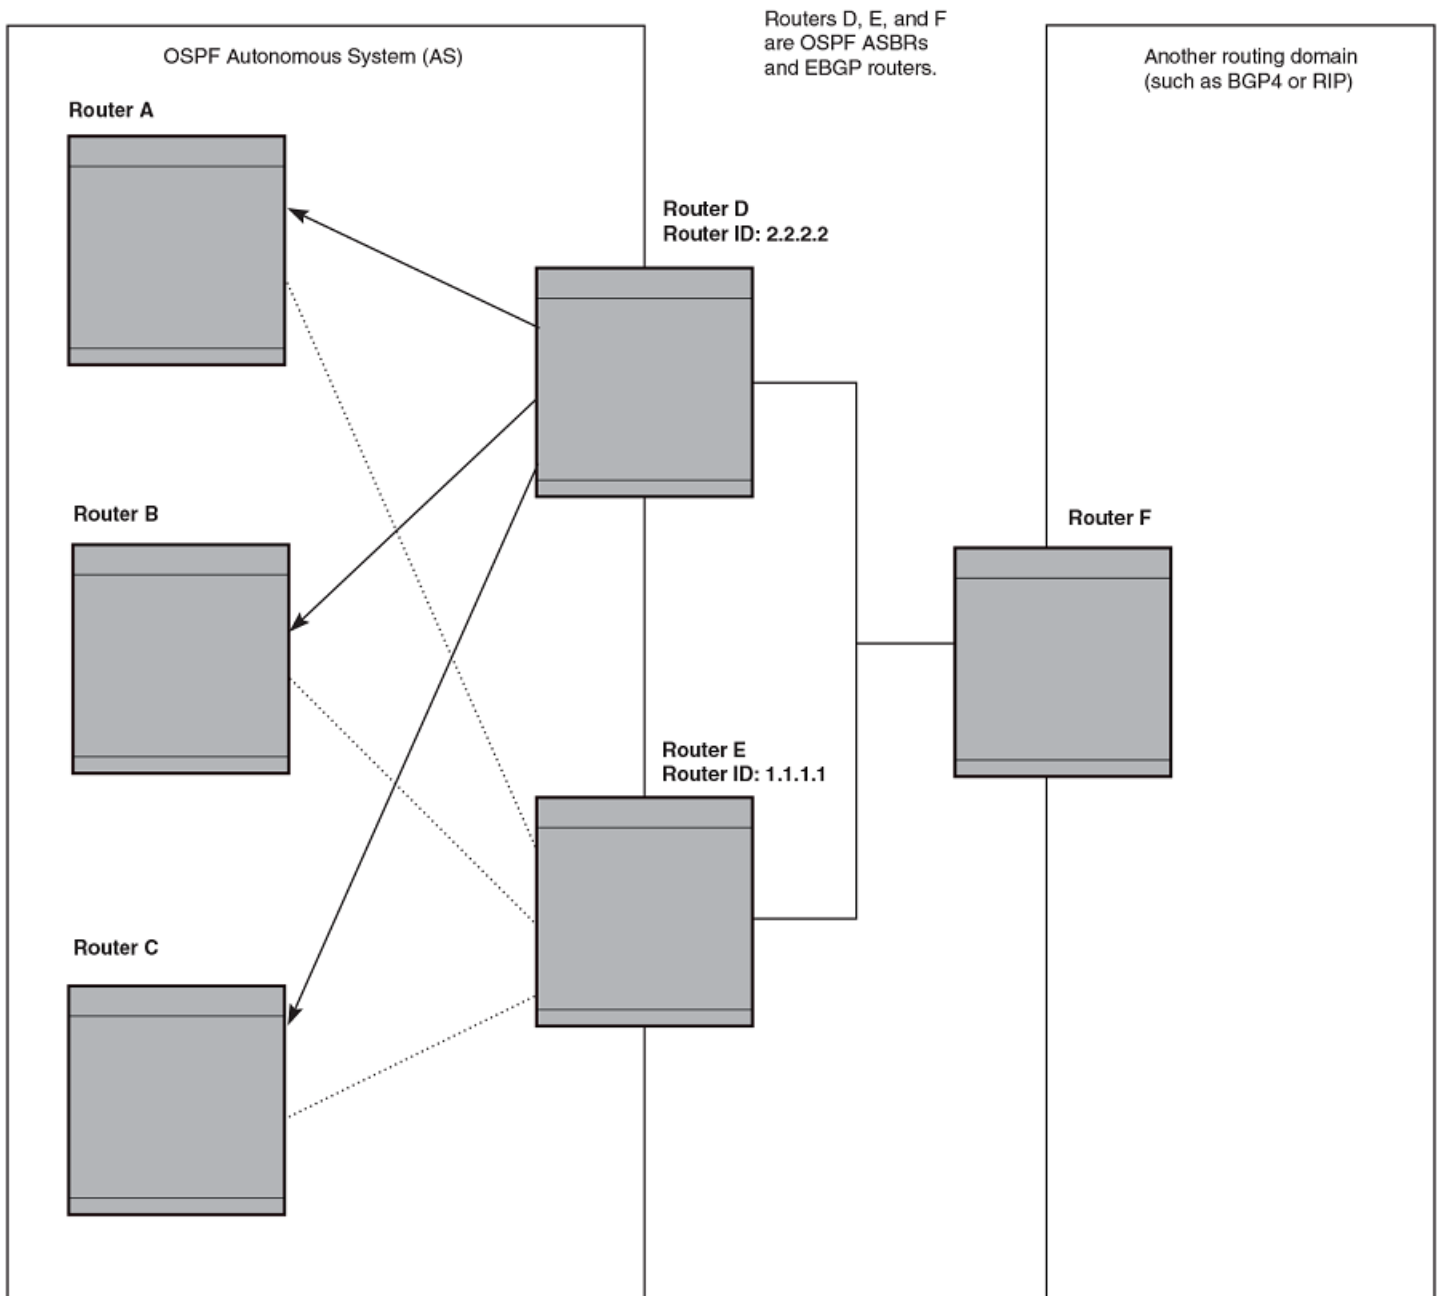 Routers D, E, and F
are OSPF ASBRs
and EBGP routers.
OSPF Autonomous System (AS)
Another routing domain
(such as BGP4 or RIP)
Router A
Router D
Router ID: 2.2.2.2
Router B
Router F
Router E
Router ID: 1.1.1.1
Router C